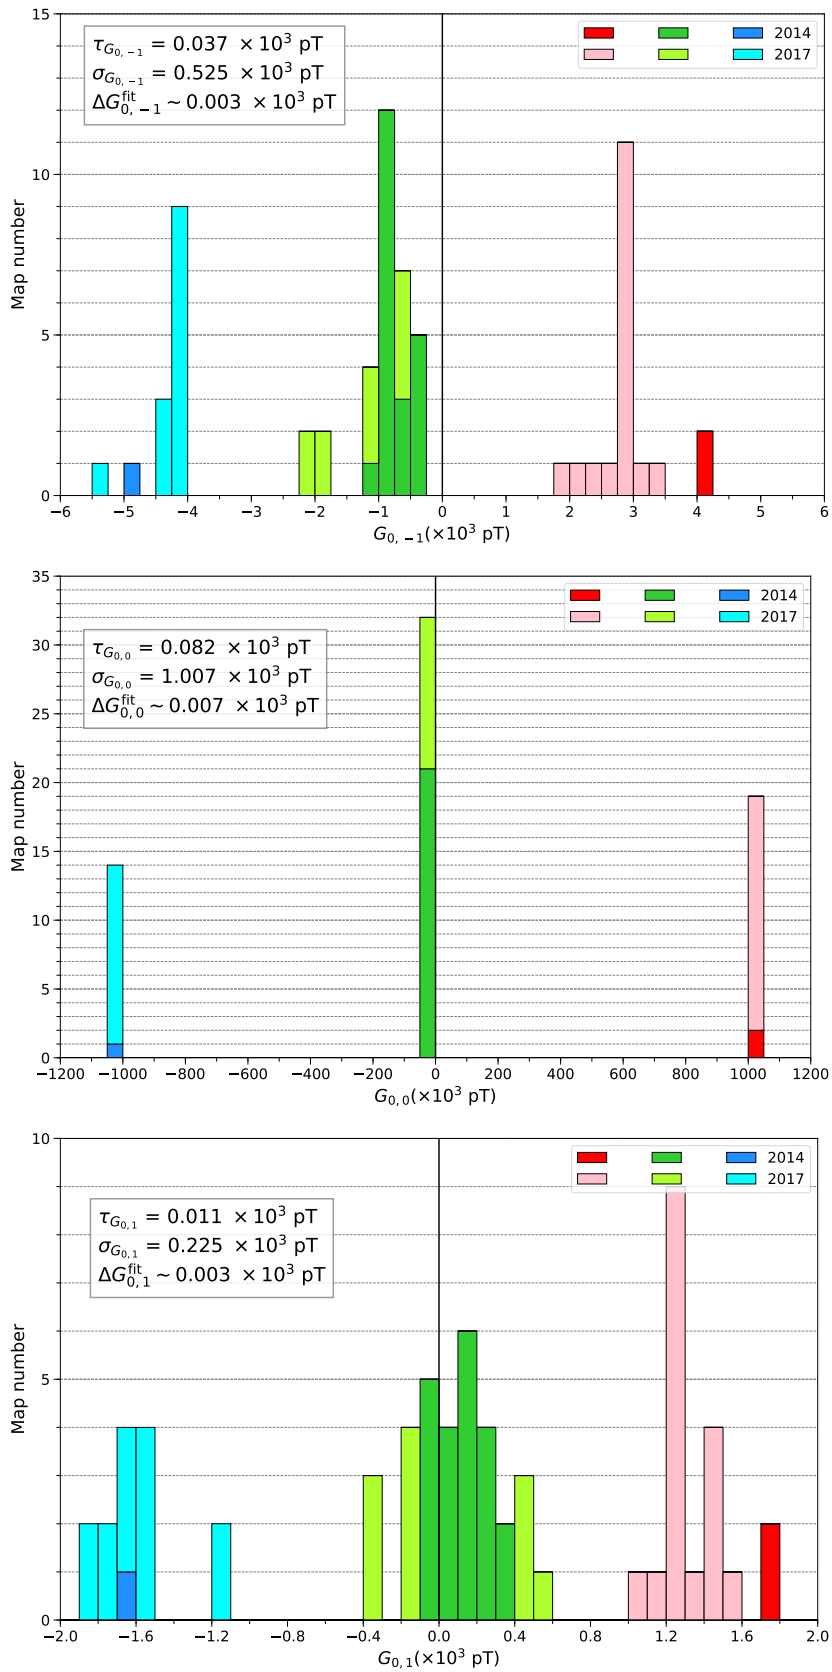 15
10
5
0
Map number
τG0, −1 = 0.037 ×10³ pT
σG0, −1 = 0.525 ×10³ pT
ΔG0, −1 fit ~ 0.003 ×10³ pT
2014
2017
−6 −5 −4 −3 −2 −1 0 1 2 3 4 5 6
G0, −1(×10³ pT)
35
30
25
20
15
10
5
0
Map number
τG0,0 = 0.082 ×10³ pT
σG0,0 = 1.007 ×10³ pT
ΔG0,0 fit ~ 0.007 ×10³ pT
2014
2017
−1200 −1000 −800 −600 −400 −200 0 200 400 600 800 1000 1200
G0,0(×10³ pT)
10
5
0
Map number
τG0,1 = 0.011 ×10³ pT
σG0,1 = 0.225 ×10³ pT
ΔG0,1 fit ~ 0.003 ×10³ pT
2014
2017
−2.0 −1.6 −1.2 −0.8 −0.4 0.0 0.4 0.8 1.2 1.6 2.0
G0,1(×10³ pT)